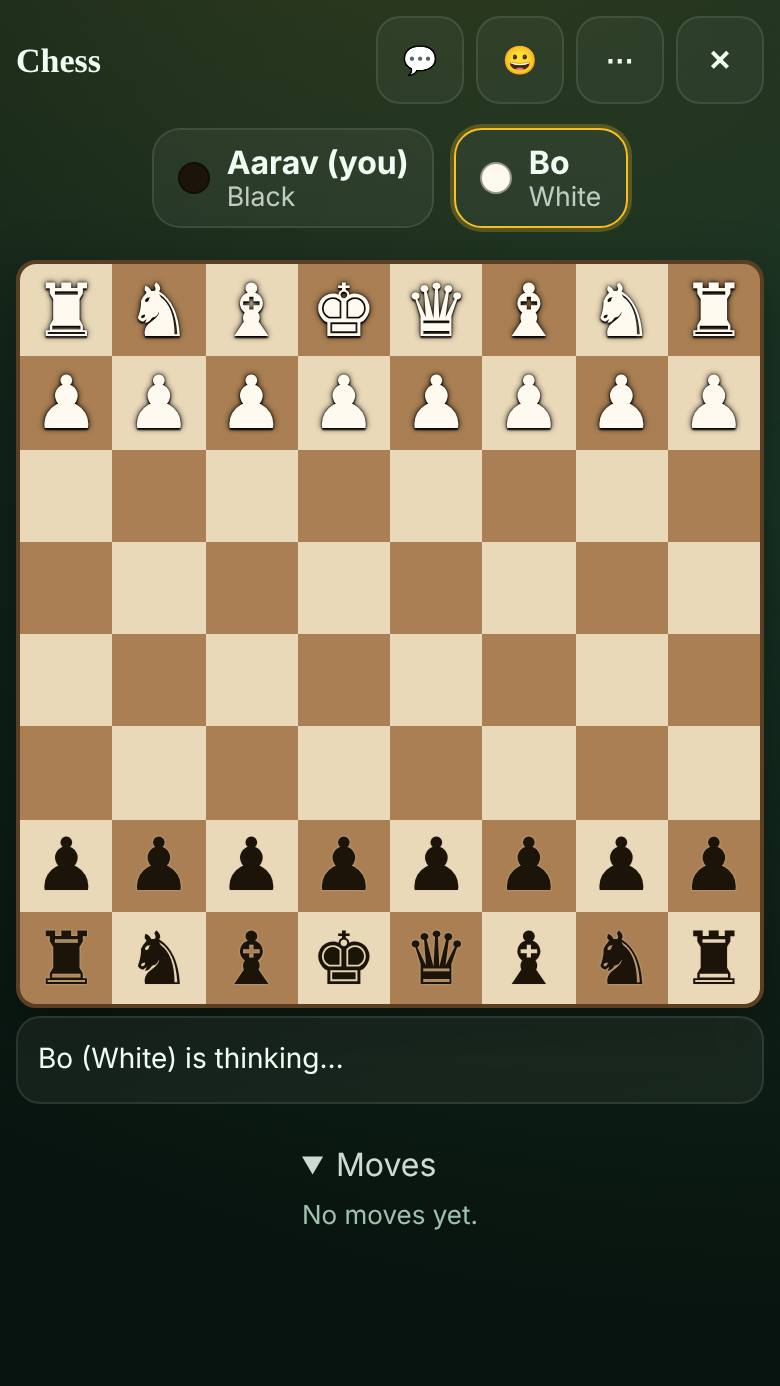 Chess
Aarav (you)
Black
Bo
White
Bo (White) is thinking...
Moves
No moves yet.